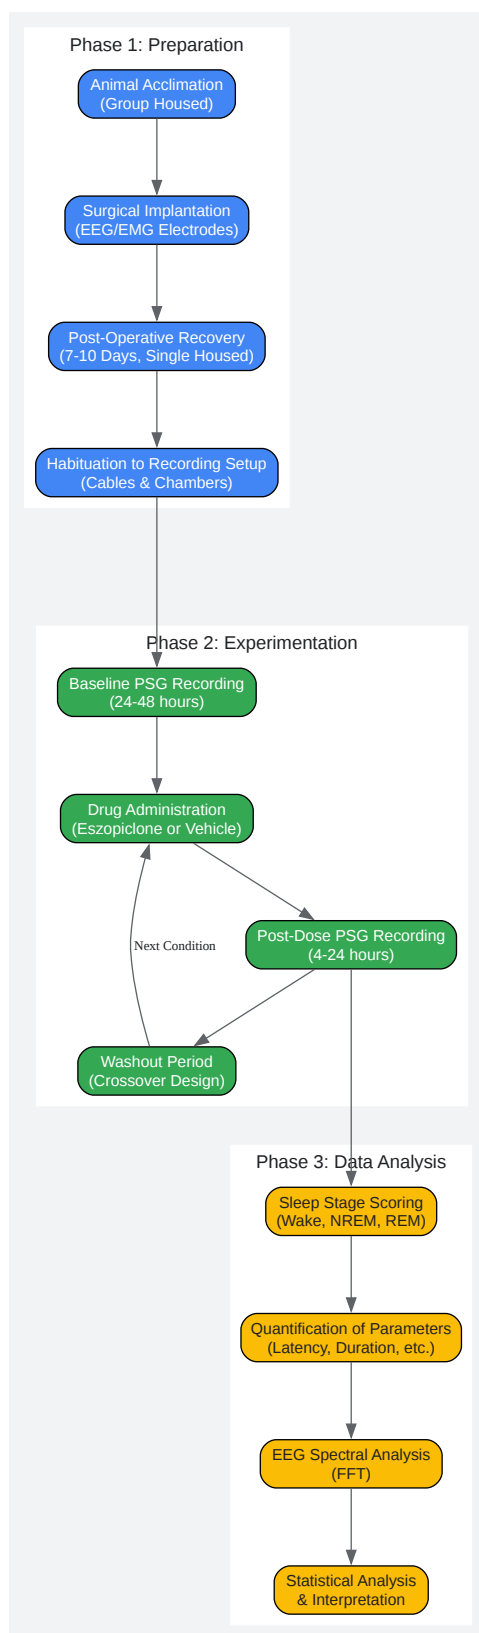 Phase 1: Preparation
Animal Acclimation
(Group Housed)
Surgical Implantation
(EEG/EMG Electrodes)
Post-Operative Recovery
(7-10 Days, Single Housed)
Habituation to Recording Setup
(Cables & Chambers)
Phase 2: Experimentation
Baseline PSG Recording
(24-48 hours)
Drug Administration
(Eszopiclone or Vehicle)
Post-Dose PSG Recording
(4-24 hours)
Next Condition
Washout Period
(Crossover Design)
Phase 3: Data Analysis
Sleep Stage Scoring
(Wake, NREM, REM)
Quantification of Parameters
(Latency, Duration, etc.)
EEG Spectral Analysis
(FFT)
Statistical Analysis
& Interpretation